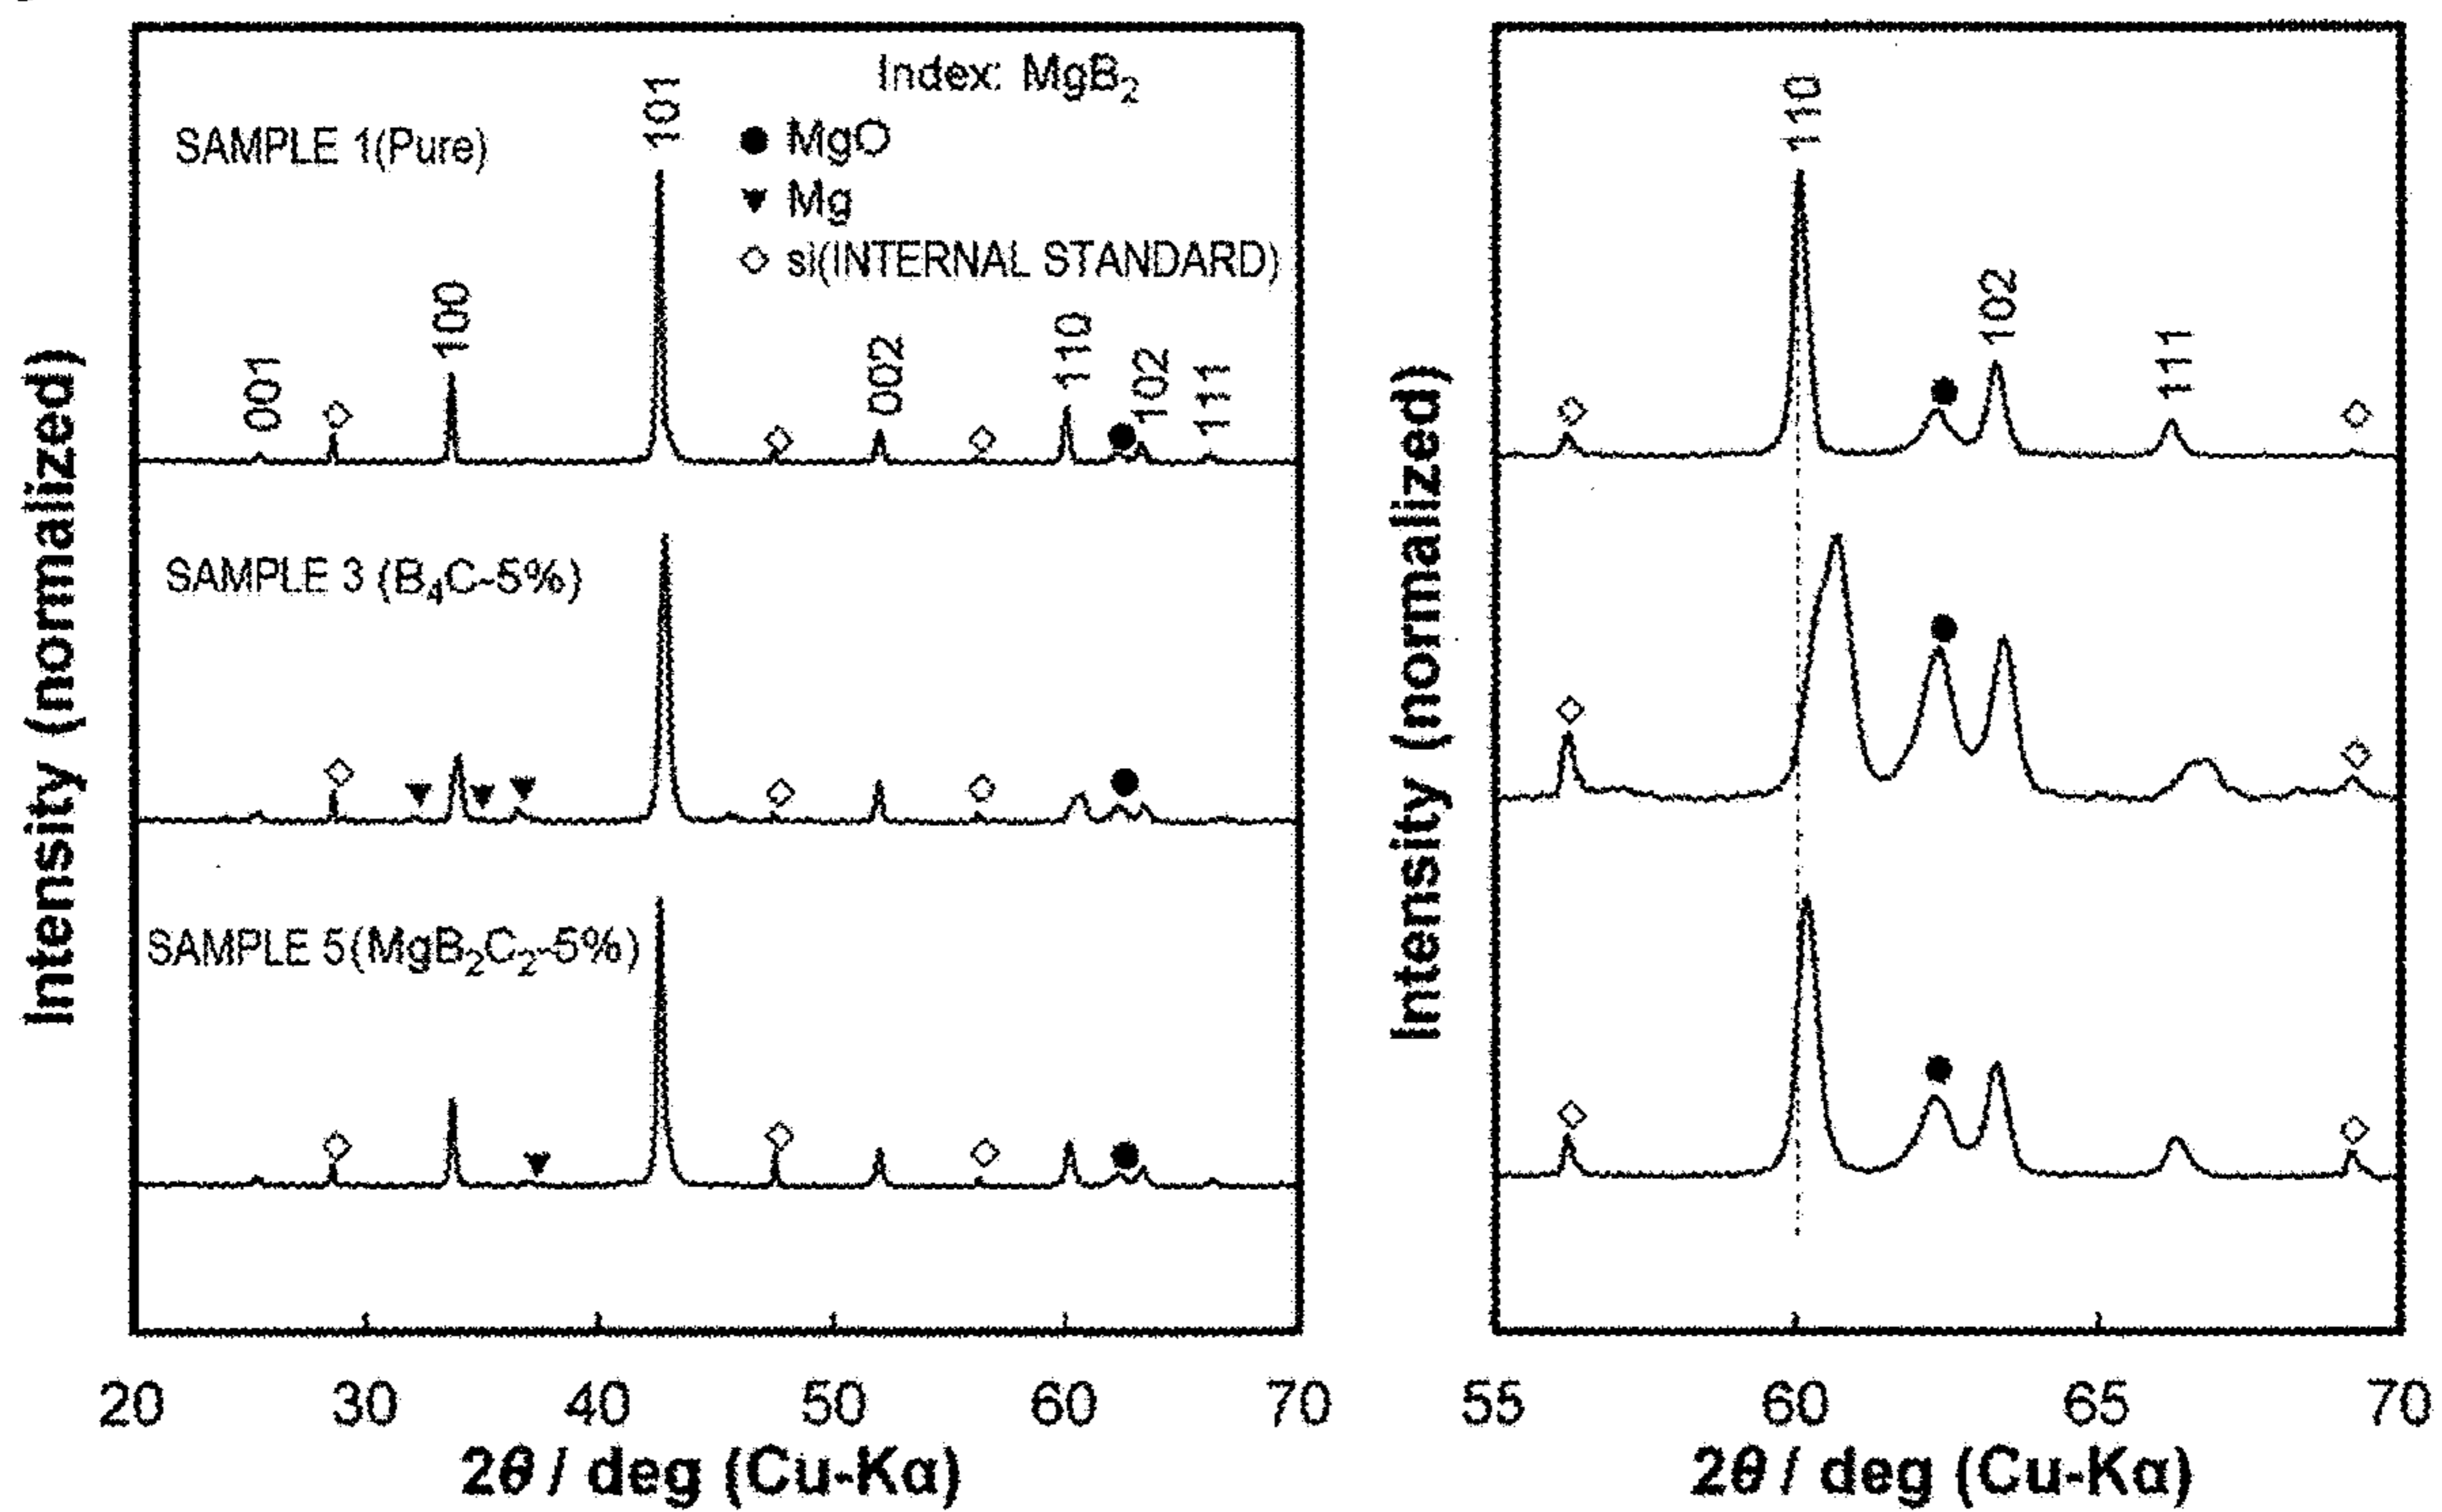 Index: MgB₂
SAMPLE 1(Pure)
● MgO
▼ Mg
◇ si(INTERNAL STANDARD)
001
100
101
002
110
102
111
SAMPLE 3 (B₄C-5%)
SAMPLE 5(MgB₂C₂-5%)
Intensity (normalized)
20 30 40 50 60 70
2θ / deg (Cu-Kα)
110
102
111
Intensity (normalized)
55 60 65 70
2θ / deg (Cu-Kα)